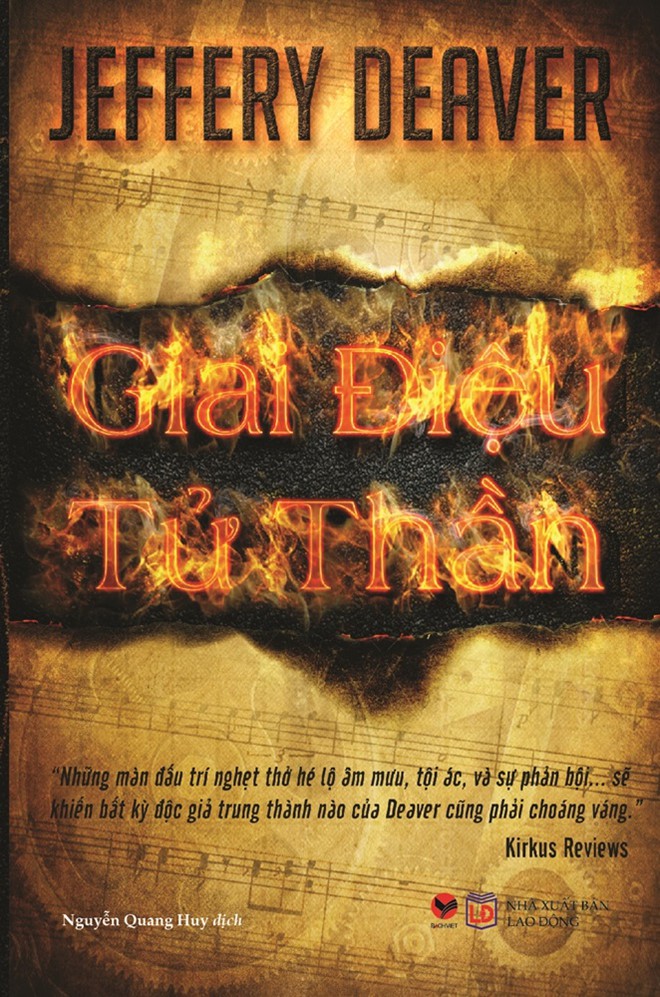 JEFFERY DEAVER
Giai Điệu
Tử Thần
“Những màn đấu trí nghẹt thở hé lộ âm mưu, tội ác, và sự phản bội,... sẽ
khiến bất kỳ độc giả trung thành nào của Deaver cũng phải choáng váng.”
Kirkus Reviews
Nguyễn Quang Huy dịch
BACHVIET
LĐ
NHÀ XUẤT BẢN
LAO ĐỘNG